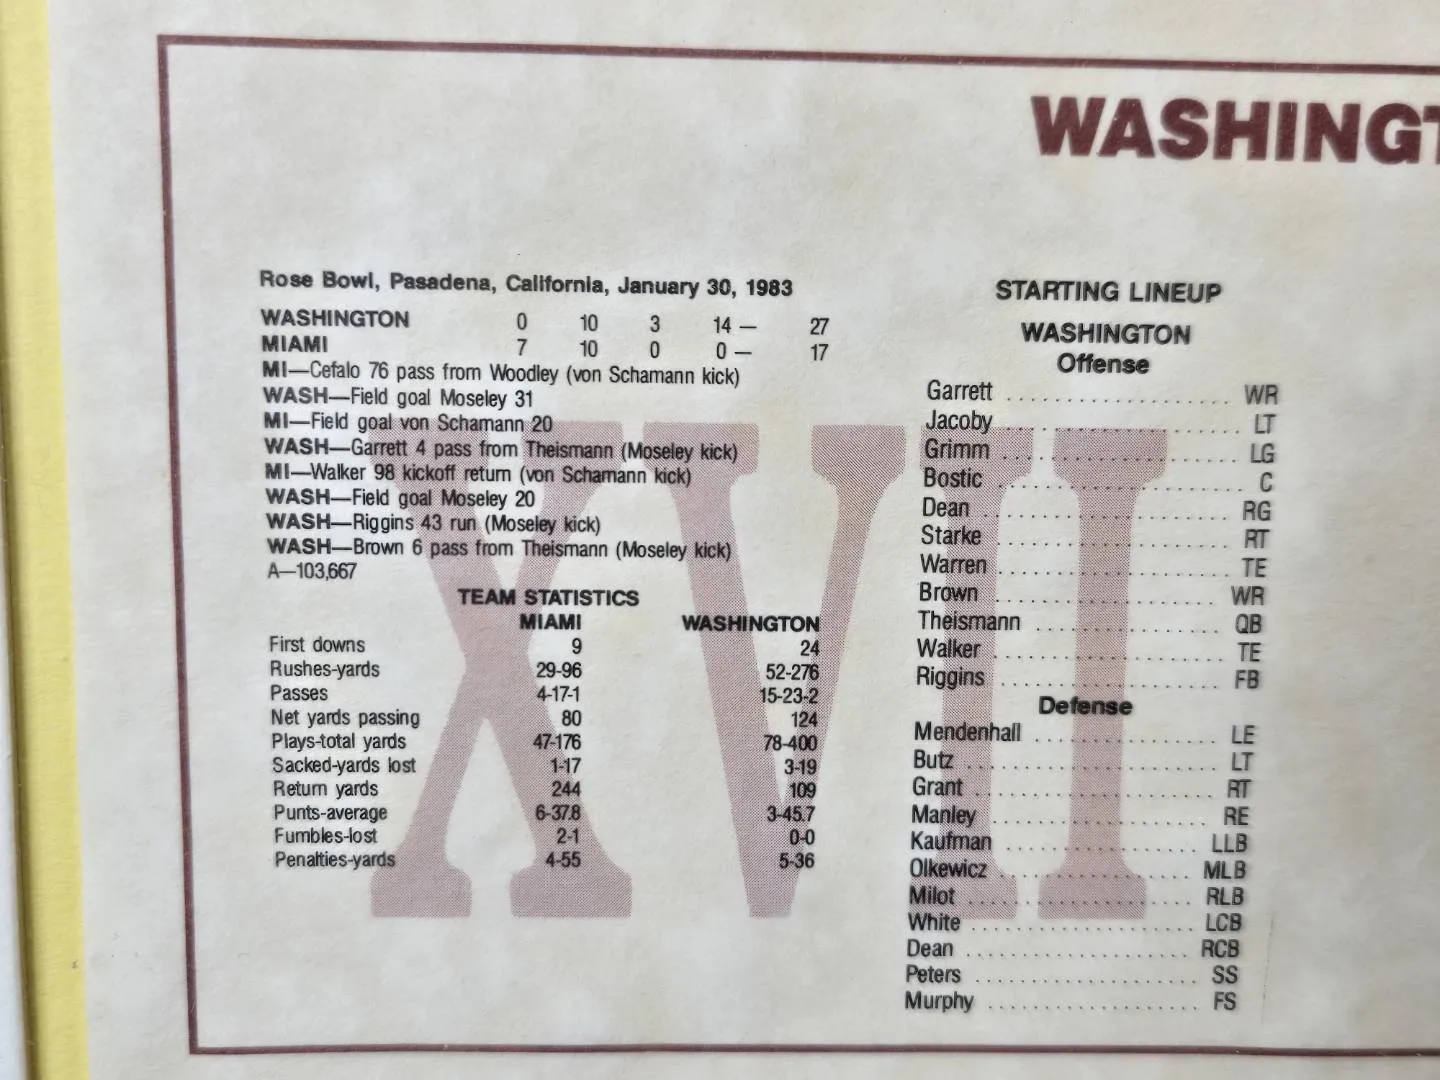 WASHINGT
Rose Bowl, Pasadena, California, January 30, 1983
WASHINGTON 0 10 3 14 — 27
MIAMI 7 10 0 0 — 17
MI—Cefalo 76 pass from Woodley (von Schamann kick)
WASH—Field goal Moseley 31
MI—Field goal von Schamann 20
WASH—Garrett 4 pass from Theismann (Moseley kick)
MI—Walker 98 kickoff return (von Schamann kick)
WASH—Field goal Moseley 20
WASH—Riggins 43 run (Moseley kick)
WASH—Brown 6 pass from Theismann (Moseley kick)
A—103,667
TEAM STATISTICS
MIAMI WASHINGTON
First downs 9 24
Rushes-yards 29-96 52-276
Passes 4-17-1 15-23-2
Net yards passing 80 124
Plays-total yards 47-176 78-400
Sacked-yards lost 1-17 3-19
Return yards 244 109
Punts-average 6-37.8 3-45.7
Fumbles-lost 2-1 0-0
Penalties-yards 4-55 5-36
XVII
STARTING LINEUP
WASHINGTON
Offense
Garrett ........................ WR
Jacoby ........................ LT
Grimm ........................ LG
Bostic ........................ C
Dean ........................ RG
Starke ........................ RT
Warren ........................ TE
Brown ........................ WR
Theismann .................... QB
Walker ........................ TE
Riggins ........................ FB
Defense
Mendenhall ................... LE
Butz ........................ LT
Grant ........................ RT
Manley ........................ RE
Kaufman ..................... LLB
Olkewicz ..................... MLB
Milot ........................ RLB
White ........................ LCB
Dean ........................ RCB
Peters ........................ SS
Murphy ...................... FS